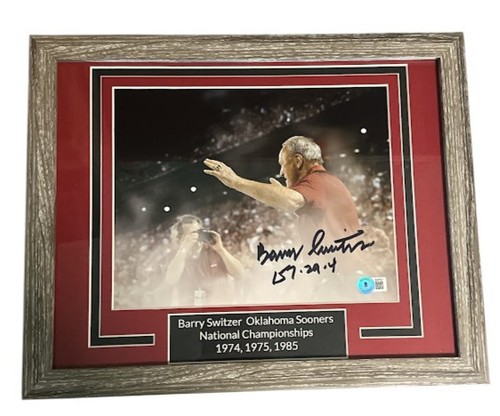 Barry Switzer
157-29-4
Barry Switzer Oklahoma Sooners
National Championships
1974, 1975, 1985